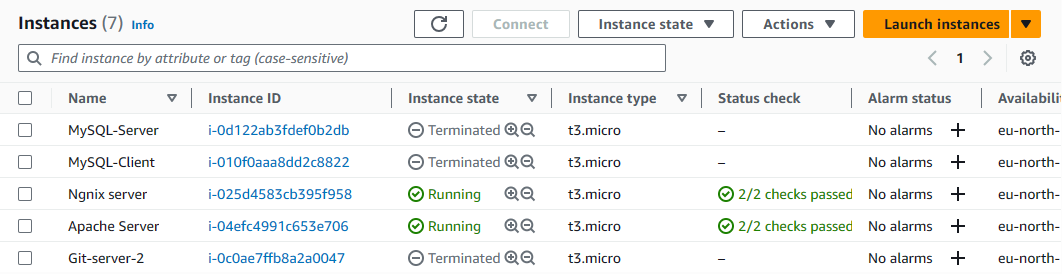 Instances (7) Info Connect Instance state Actions Launch instances
Find instance by attribute or tag (case-sensitive) 1
Name Instance ID Instance state Instance type Status check Alarm status Availabili
MySQL-Server i-0d122ab3fdef0b2db Terminated t3.micro – No alarms + eu-north-
MySQL-Client i-010f0aaa8dd2c8822 Terminated t3.micro – No alarms + eu-north-
Ngnix server i-025d4583cb395f958 Running t3.micro 2/2 checks passed No alarms + eu-north-
Apache Server i-04efc4991c653e706 Running t3.micro 2/2 checks passed No alarms + eu-north-
Git-server-2 i-0c0ae7ffb8a2a0047 Terminated t3.micro – No alarms + eu-north-